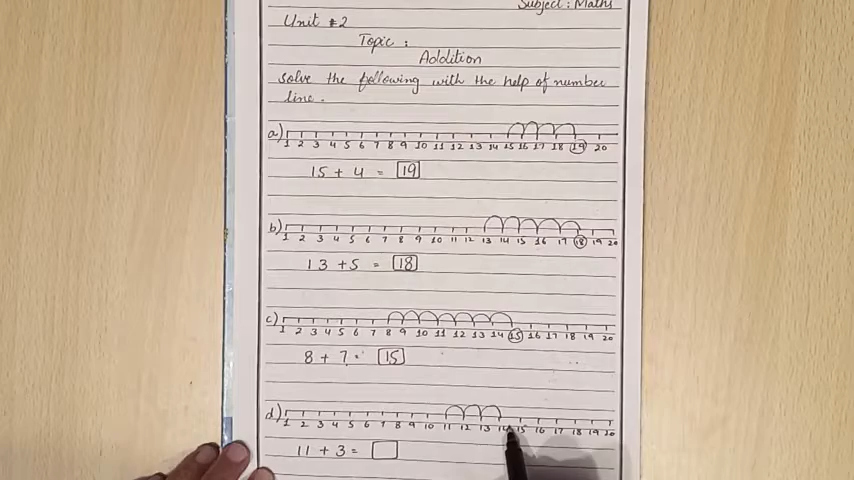 Subject : Maths
Unit #2
Topic :
Addition
solve the following with the help of number
line.
a)
1 2 3 4 5 6 7 8 9 10 11 12 13 14 15 16 17 18 19 20
15 + 4 = 19
b)
1 2 3 4 5 6 7 8 9 10 11 12 13 14 15 16 17 18 19 20
13 + 5 = 18
c)
1 2 3 4 5 6 7 8 9 10 11 12 13 14 15 16 17 18 19 20
8 + 7 = 15
d)
1 2 3 4 5 6 7 8 9 10 11 12 13 14 15 16 17 18 19 20
11 + 3 =